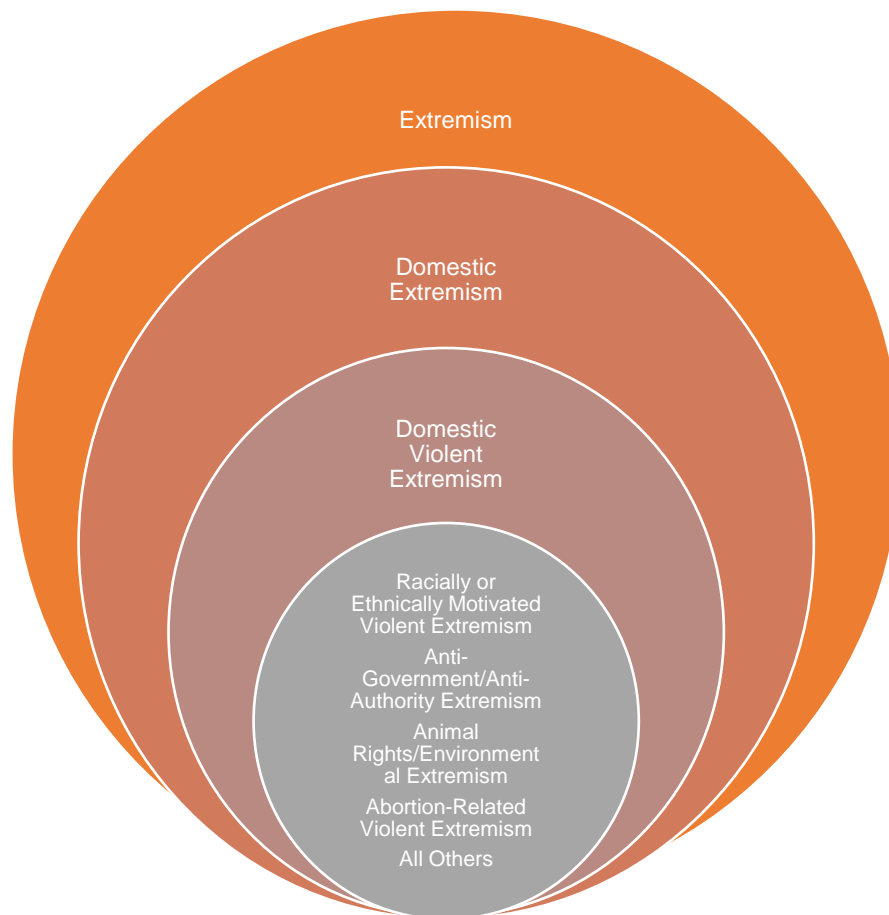 Extremism
Domestic
Extremism
Domestic
Violent
Extremism
Racially or
Ethnically Motivated
Violent Extremism
Anti-
Government/Anti-
Authority Extremism
Animal
Rights/Environment
al Extremism
Abortion-Related
Violent Extremism
All Others